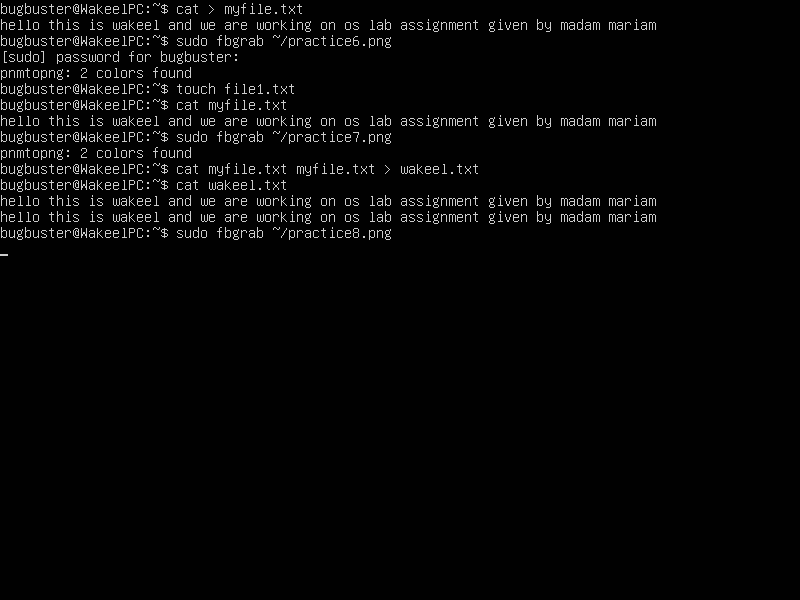 bugbuster@WakeelPC:~$ cat > myfile.txt
hello this is wakeel and we are working on os lab assignment given by madam mariam
bugbuster@WakeelPC:~$ sudo fbgrab ~/practice6.png
[sudo] password for bugbuster:
pnmtopng: 2 colors found
bugbuster@WakeelPC:~$ touch file1.txt
bugbuster@WakeelPC:~$ cat myfile.txt
hello this is wakeel and we are working on os lab assignment given by madam mariam
bugbuster@WakeelPC:~$ sudo fbgrab ~/practice7.png
pnmtopng: 2 colors found
bugbuster@WakeelPC:~$ cat myfile.txt myfile.txt > wakeel.txt
bugbuster@WakeelPC:~$ cat wakeel.txt
hello this is wakeel and we are working on os lab assignment given by madam mariam
hello this is wakeel and we are working on os lab assignment given by madam mariam
bugbuster@WakeelPC:~$ sudo fbgrab ~/practice8.png